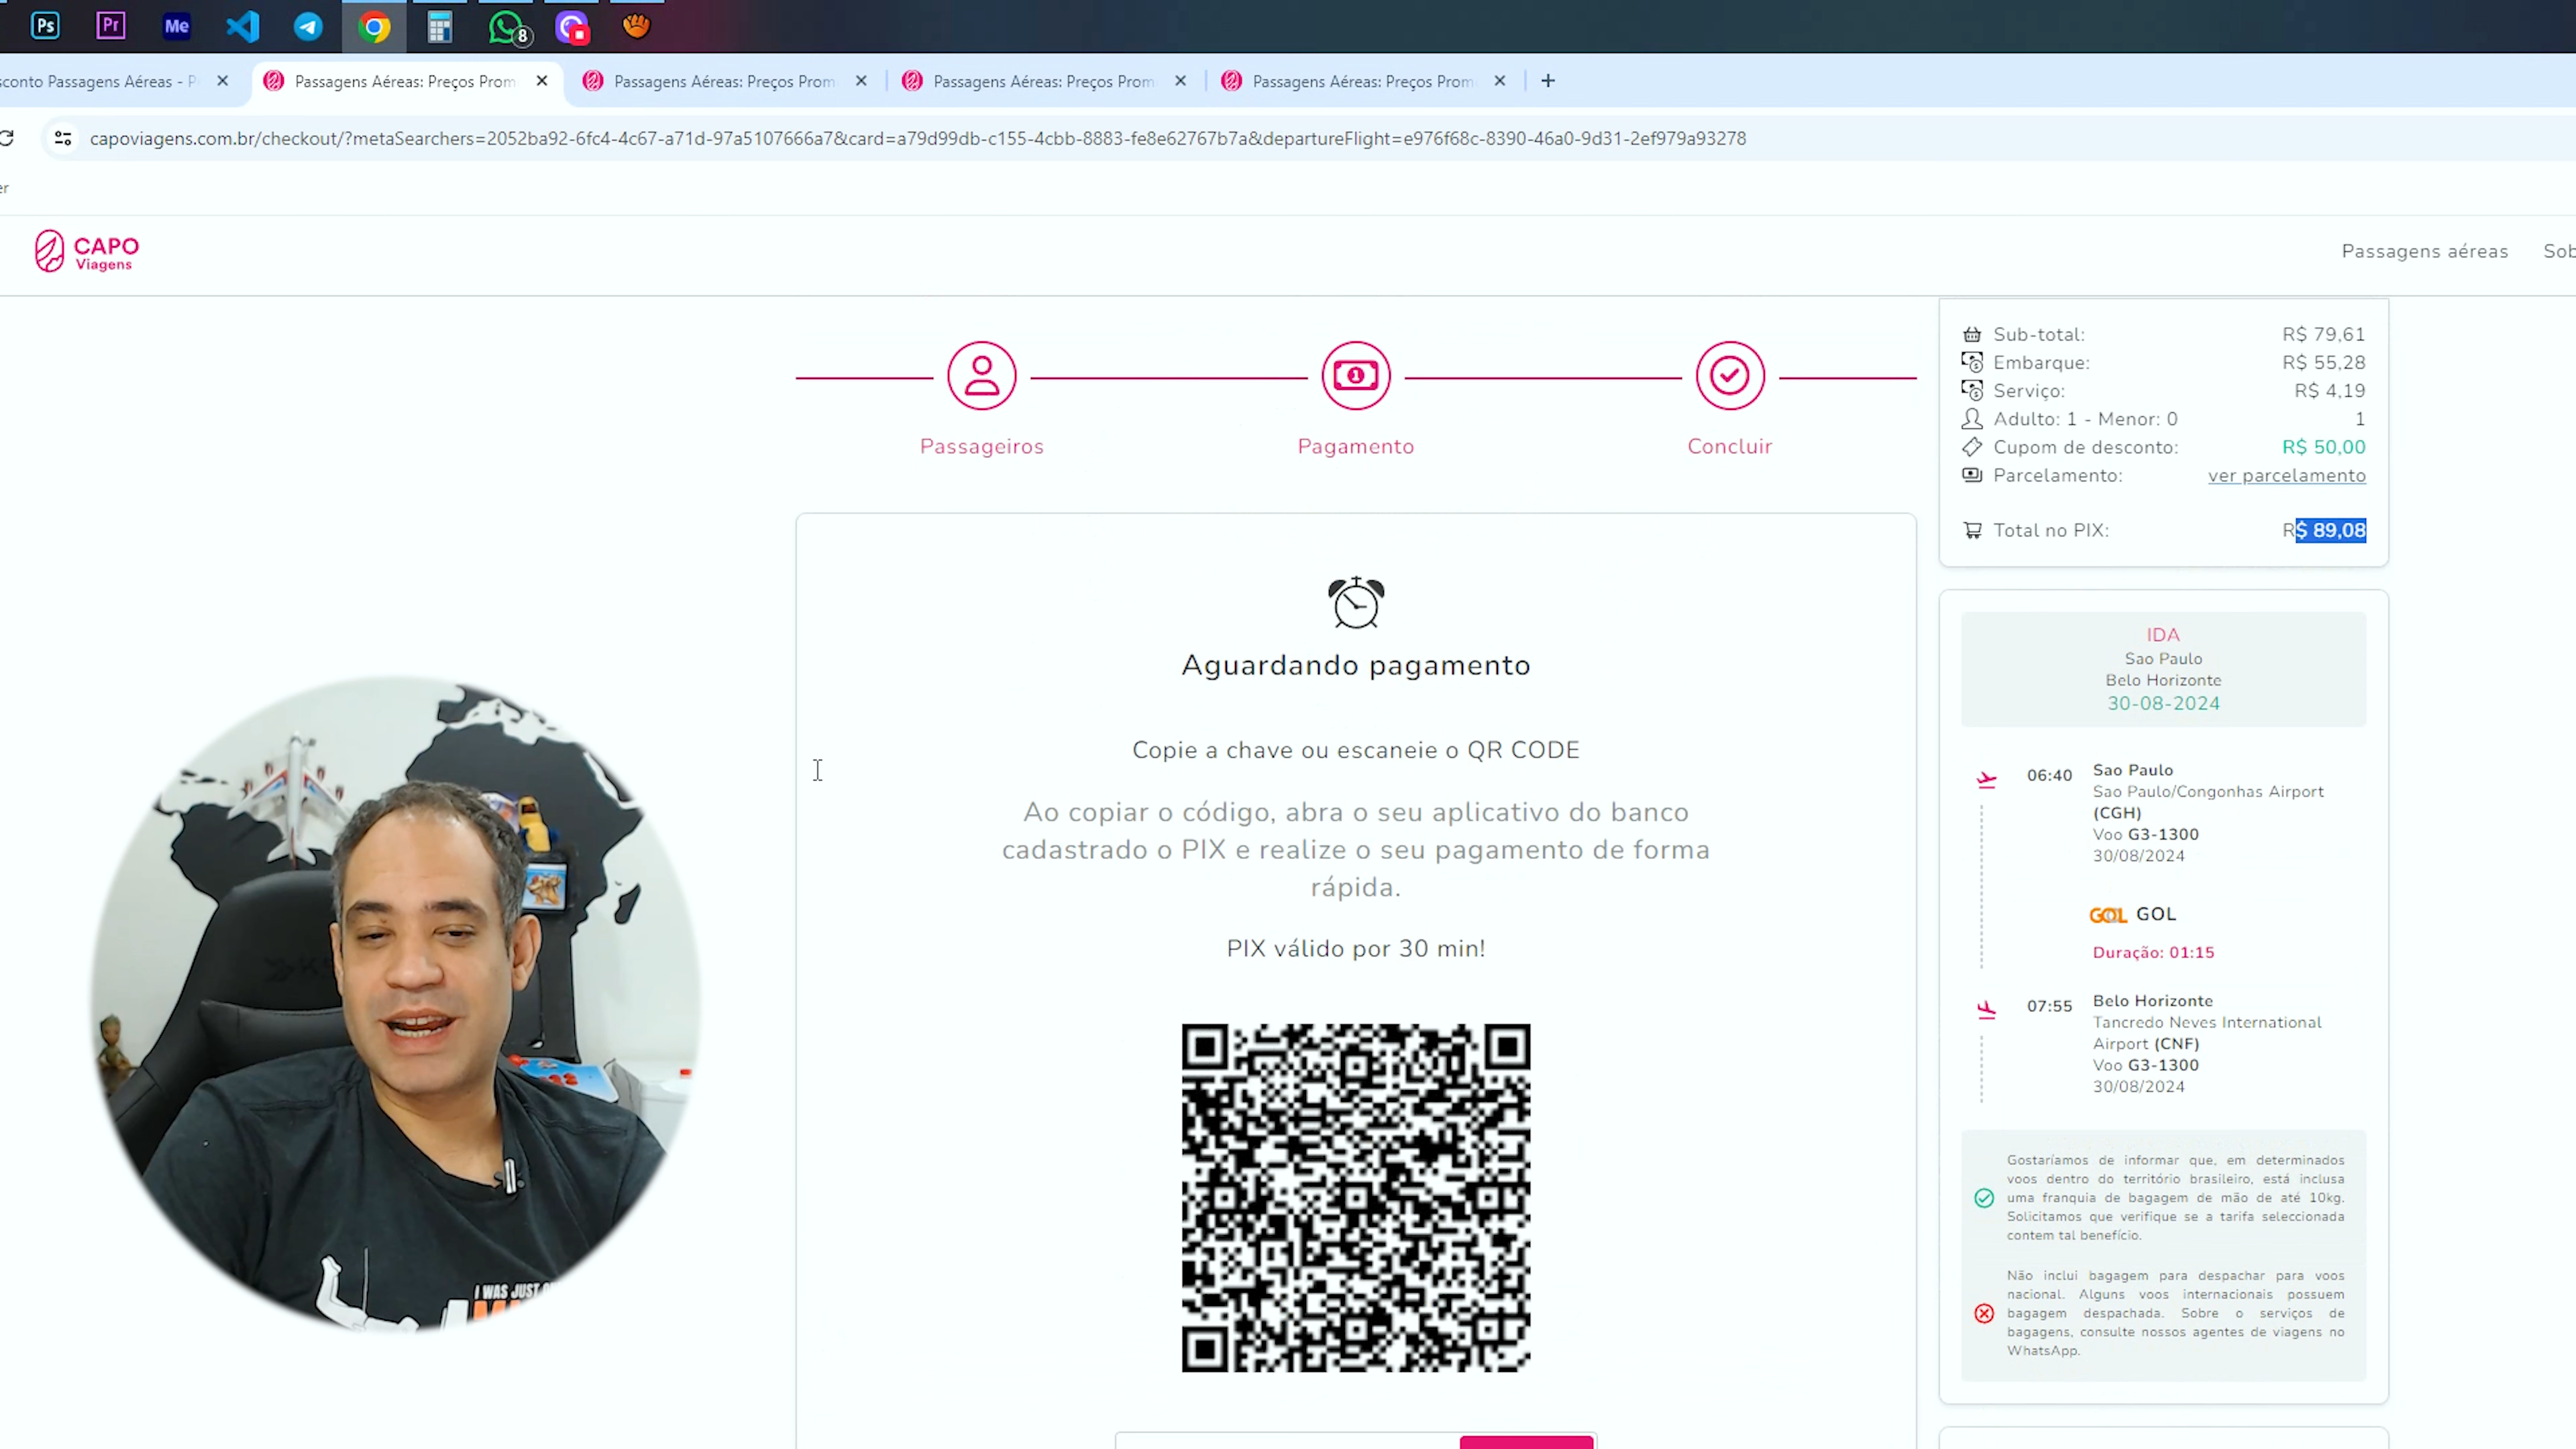 Ps
Pr
Me
8
conto Passagens Aéreas - P
Passagens Aéreas: Preços Prom
Passagens Aéreas: Preços Prom
Passagens Aéreas: Preços Prom
Passagens Aéreas: Preços Prom
capoviagens.com.br/checkout/?metaSearchers=2052ba92-6fc4-4c67-a71d-97a5107666a7&card=a79d99db-c155-4cbb-8883-fe8e62767b7a&departureFlight=e976f68c-8390-46a0-9d31-2ef979a93278
er
CAPO
Viagens
Passagens aéreas
Sob
Passageiros
Pagamento
Concluir
Aguardando pagamento
Copie a chave ou escaneie o QR CODE
Ao copiar o código, abra o seu aplicativo do banco
cadastrado o PIX e realize o seu pagamento de forma
rápida.
PIX válido por 30 min!
Sub-total: R$ 79,61
Embarque: R$ 55,28
Serviço: R$ 4,19
Adulto: 1 - Menor: 0 1
Cupom de desconto: R$ 50,00
Parcelamento: ver parcelamento
Total no PIX: R$ 89,08
IDA
Sao Paulo
Belo Horizonte
30-08-2024
06:40 Sao Paulo
Sao Paulo/Congonhas Airport
(CGH)
Voo G3-1300
30/08/2024
GOL GOL
Duração: 01:15
07:55 Belo Horizonte
Tancredo Neves International
Airport (CNF)
Voo G3-1300
30/08/2024
Gostaríamos de informar que, em determinados
voos dentro do território brasileiro, está inclusa
uma franquia de bagagem de mão de até 10kg.
Solicitamos que verifique se a tarifa seleccionada
contem tal benefício.
Não inclui bagagem para despachar para voos
nacional. Alguns voos internacionais possuem
bagagem despachada. Sobre o serviços de
bagagens, consulte nossos agentes de viagens no
WhatsApp.
I WAS JUST